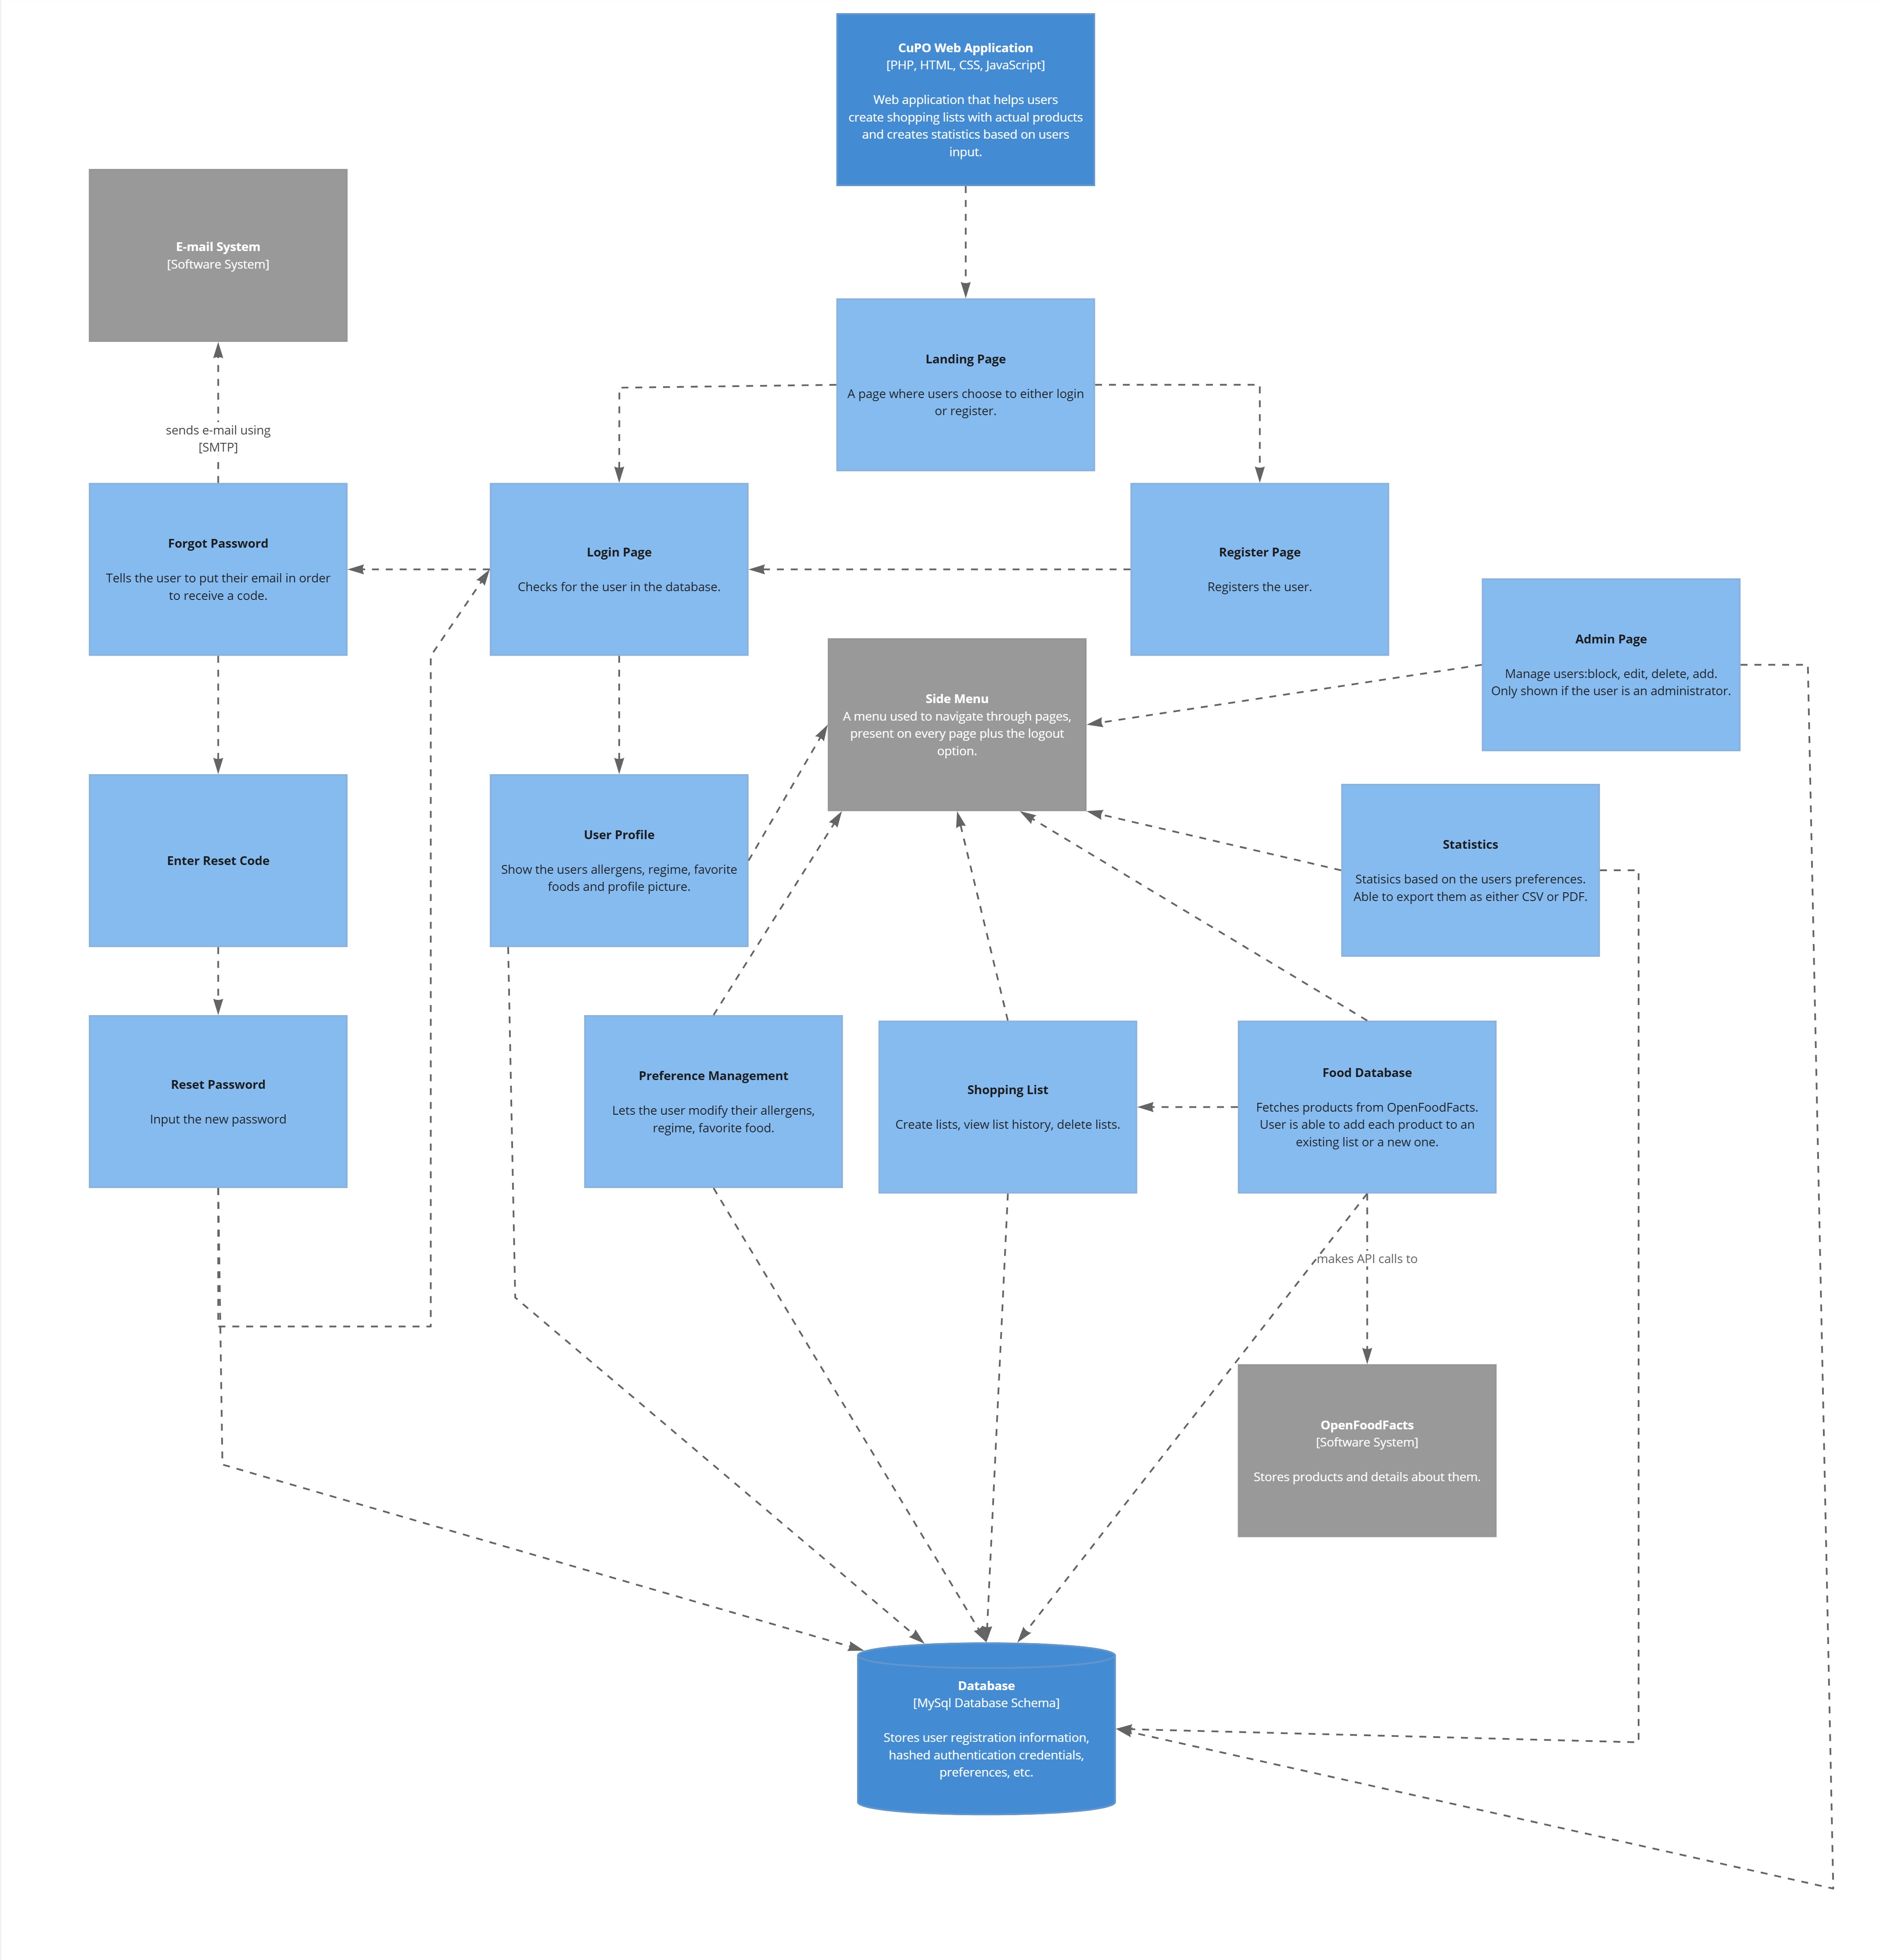 CuPO Web Application
[PHP, HTML, CSS, JavaScript]
Web application that helps users
create shopping lists with actual products
and creates statistics based on users
input.
E-mail System
[Software System]
Landing Page
A page where users choose to either login
or register.
sends e-mail using
[SMTP]
Forgot Password
Tells the user to put their email in order
to receive a code.
Login Page
Checks for the user in the database.
Register Page
Registers the user.
Admin Page
Manage users:block, edit, delete, add.
Only shown if the user is an administrator.
Side Menu
A menu used to navigate through pages,
present on every page plus the logout
option.
Enter Reset Code
User Profile
Show the users allergens, regime, favorite
foods and profile picture.
Statistics
Statisics based on the users preferences.
Able to export them as either CSV or PDF.
Reset Password
Input the new password
Preference Management
Lets the user modify their allergens,
regime, favorite food.
Shopping List
Create lists, view list history, delete lists.
Food Database
Fetches products from OpenFoodFacts.
User is able to add each product to an
existing list or a new one.
makes API calls to
OpenFoodFacts
[Software System]
Stores products and details about them.
Database
[MySql Database Schema]
Stores user registration information,
hashed authentication credentials,
preferences, etc.